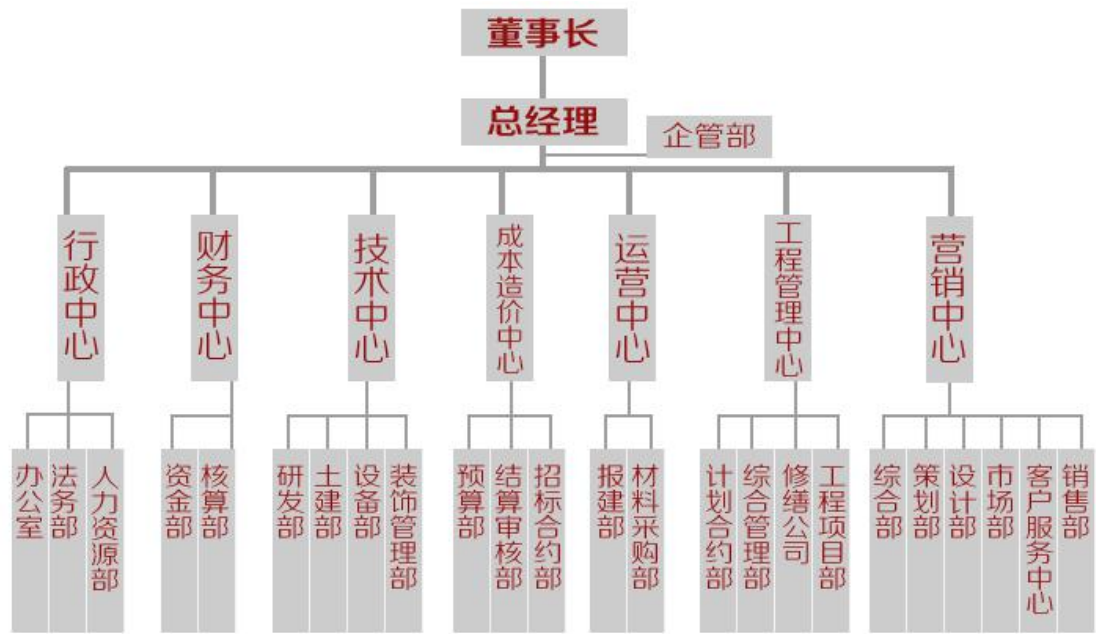 董事长
总经理
企管部
行政中心
财务中心
技术中心
成本造价中心
运营中心
工程管理中心
营销中心
办公室
法务部
人力资源部
资金部
核算部
研发部
土建部
设备部
装饰管理部
预算部
结算审核部
招标合约部
报建部
材料采购部
计划合约部
综合管理部
修缮公司
工程项目部
综合部
策划部
设计部
市场部
客户服务中心
销售部